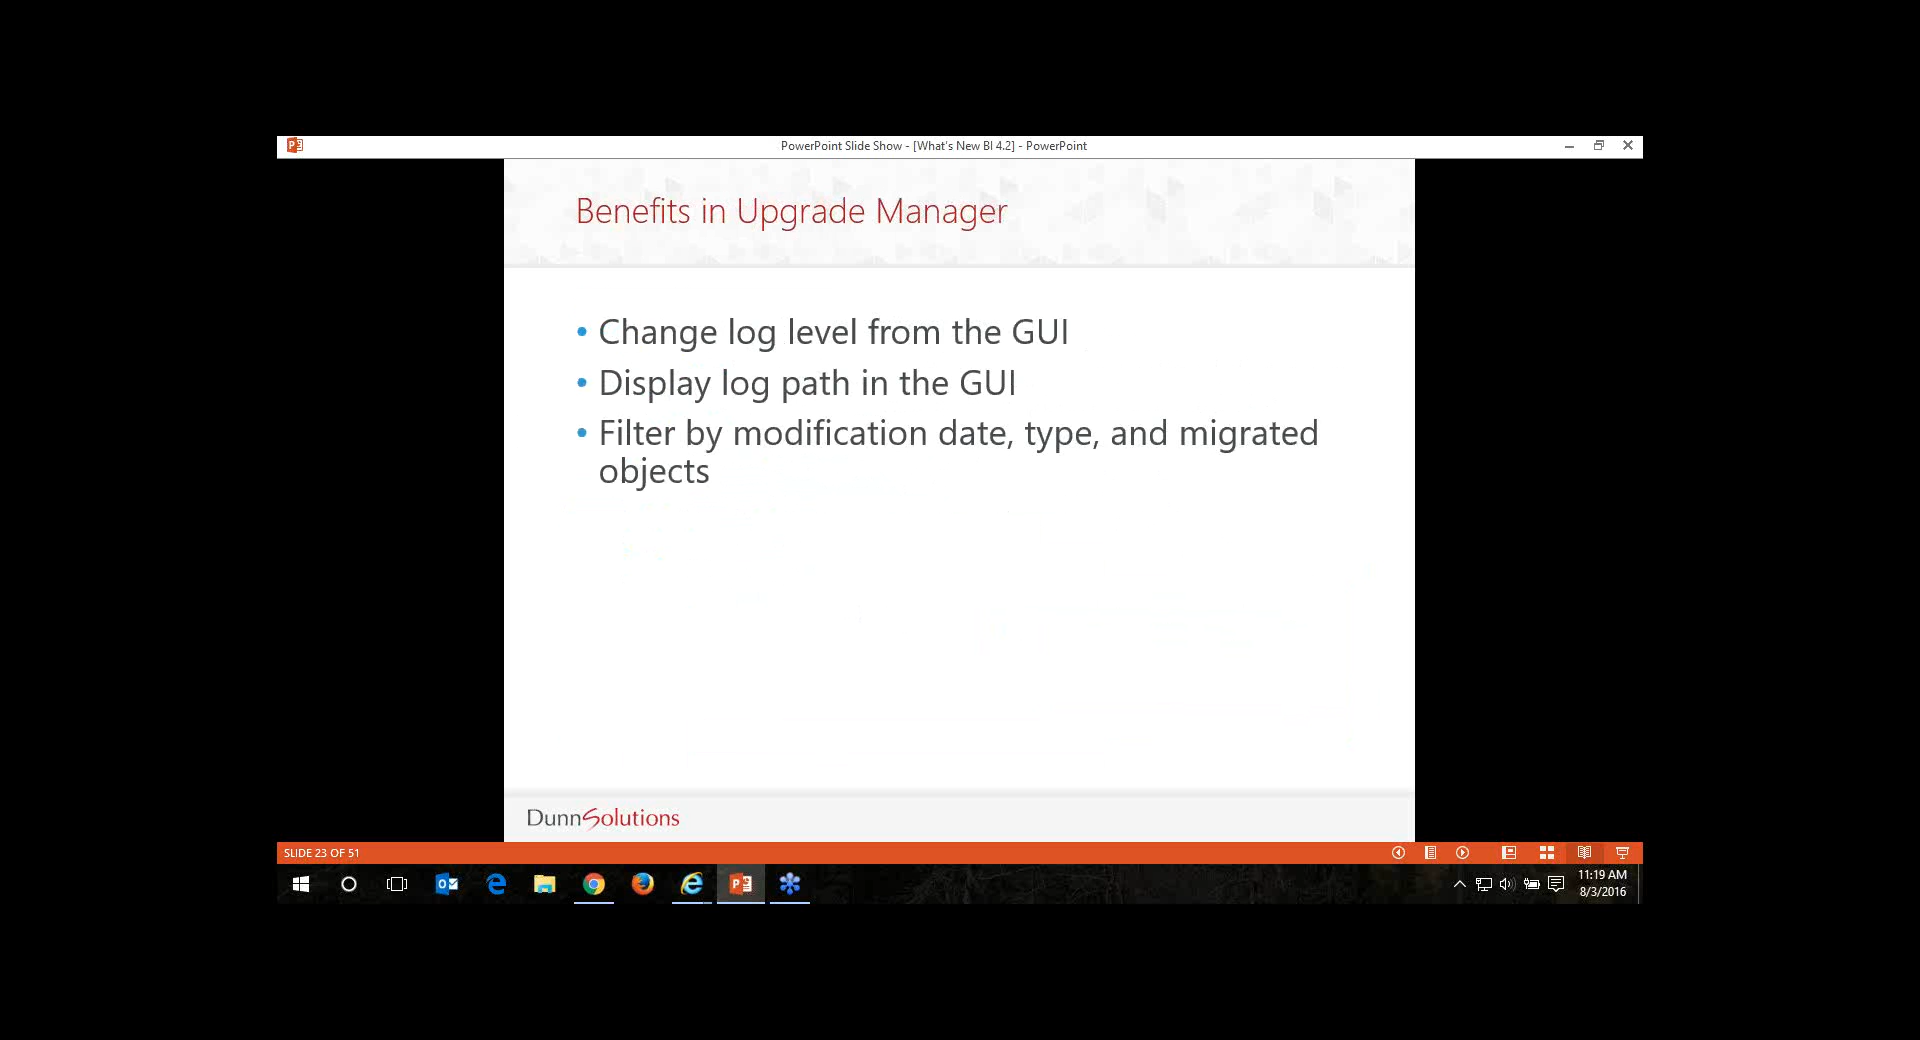 PowerPoint Slide Show - [What's New BI 4.2] - PowerPoint
Benefits in Upgrade Manager
• Change log level from the GUI
• Display log path in the GUI
• Filter by modification date, type, and migrated
objects
DunnSolutions
SLIDE 23 OF 51
11:19 AM
8/3/2016